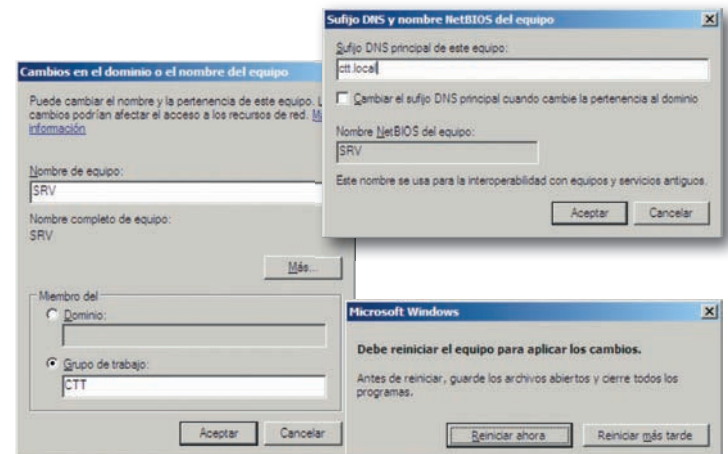 Cambios en el dominio o el nombre del equipo
Puede cambiar el nombre y la pertenencia de este equipo. L
cambios podrían afectar el acceso a los recursos de red. Má
información
Nombre de equipo:
SRV
Nombre completo de equipo:
SRV
Más...
Miembro del
Dominio:
Grupo de trabajo:
CTT
Aceptar Cancelar
Sufijo DNS y nombre NetBIOS del equipo
Sufijo DNS principal de este equipo:
ctt.local
Cambiar el sufijo DNS principal cuando cambie la pertenencia al dominio
Nombre NetBIOS del equipo:
SRV
Este nombre se usa para la interoperabilidad con equipos y servicios antiguos.
Aceptar Cancelar
Microsoft Windows
Debe reiniciar el equipo para aplicar los cambios.
Antes de reiniciar, guarde los archivos abiertos y cierre todos los
programas.
Reiniciar ahora Reiniciar más tarde